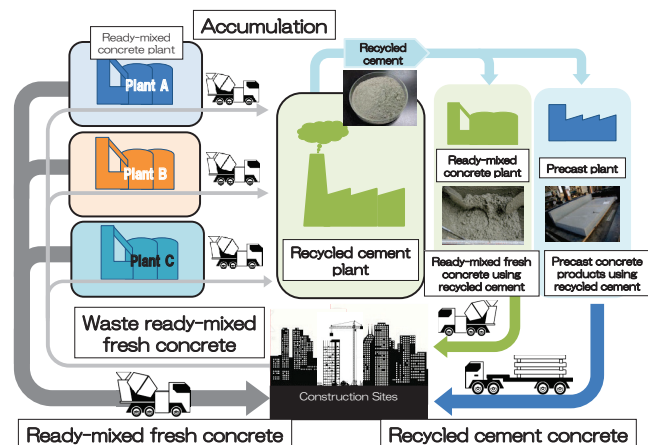 Accumulation
Ready-mixed
concrete plant
Plant A
Plant B
Plant C
Recycled
cement
Recycled cement
plant
Ready-mixed
concrete plant
Precast plant
Ready-mixed fresh
concrete using
recycled cement
Precast concrete
products using
recycled cement
Waste ready-mixed
fresh concrete
Construction Sites
Ready-mixed fresh concrete
Recycled cement concrete